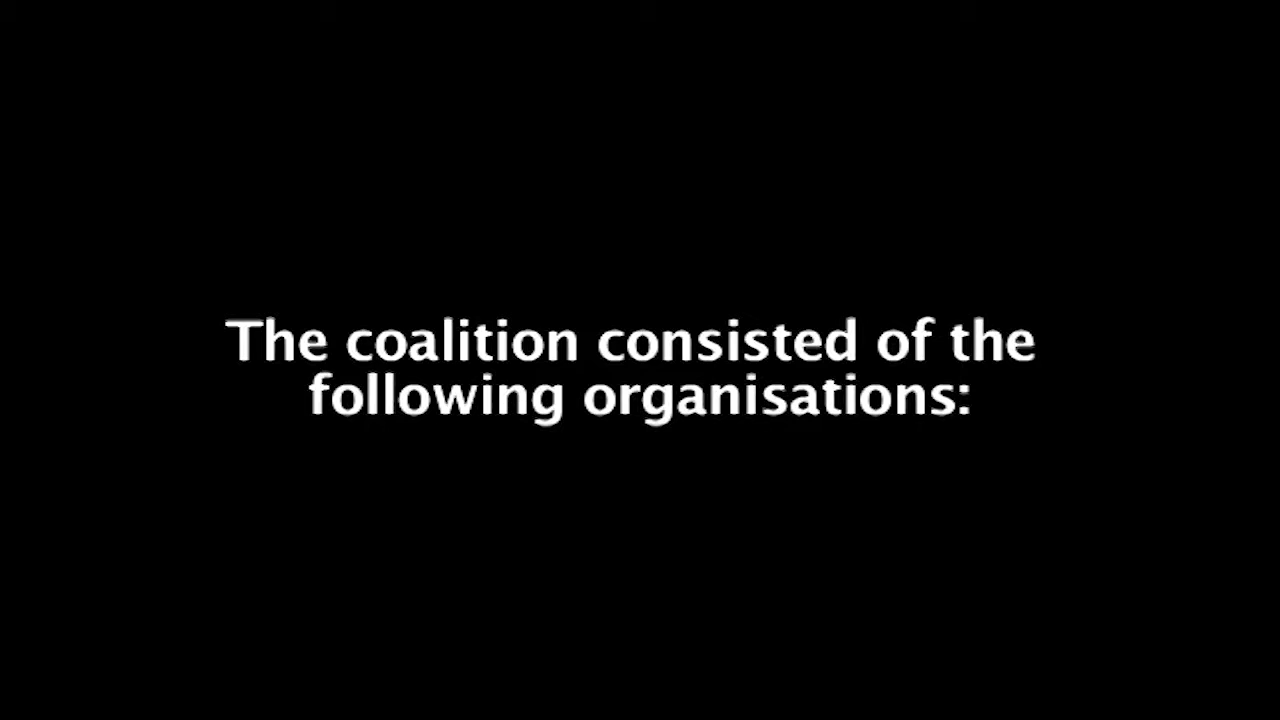 The coalition consisted of the
following organisations: